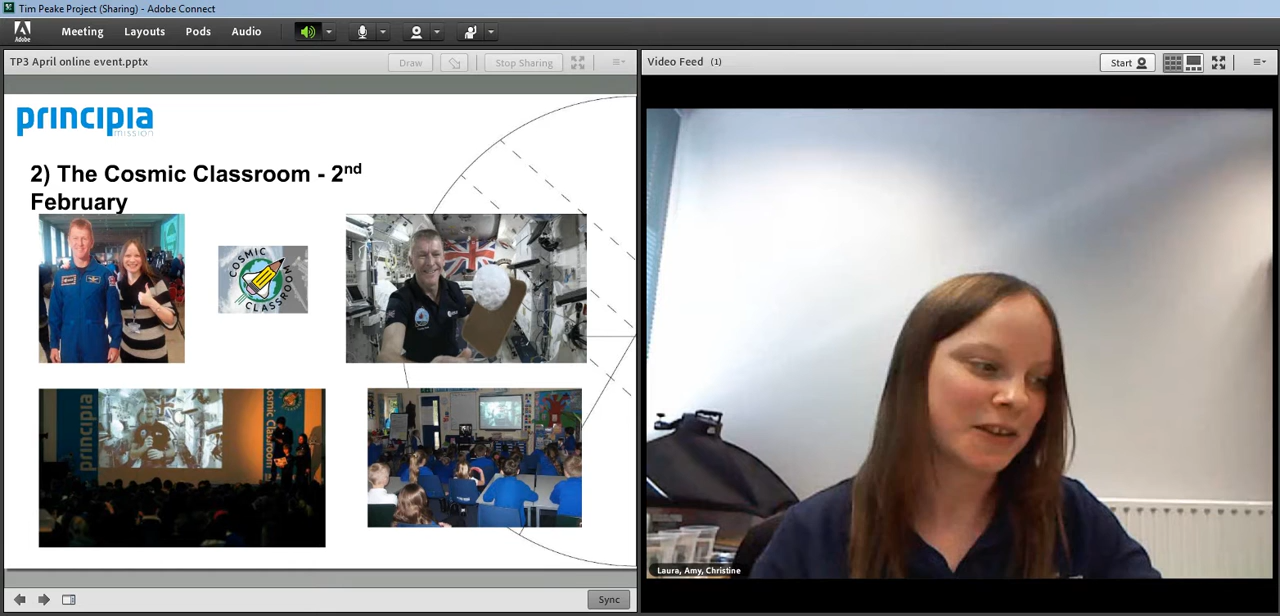 Tim Peake Project (Sharing) - Adobe Connect
Adobe
Meeting
Layouts
Pods
Audio
TP3 April online event.pptx
Draw
Stop Sharing
Video Feed (1)
Start
principia
mission
2) The Cosmic Classroom - 2nd
February
COSMIC
CLASSROOM
principia
Cosmic Classroom
Laura, Amy, Christine
Sync